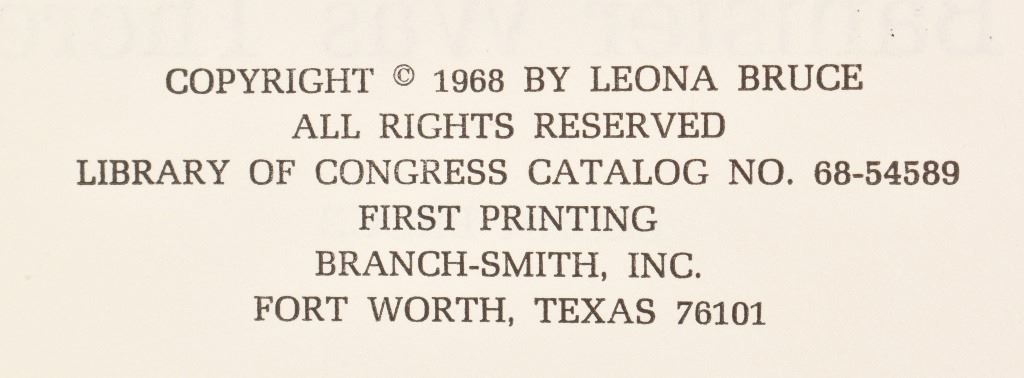 COPYRIGHT © 1968 BY LEONA BRUCE
ALL RIGHTS RESERVED
LIBRARY OF CONGRESS CATALOG NO. 68-54589
FIRST PRINTING
BRANCH-SMITH, INC.
FORT WORTH, TEXAS 76101